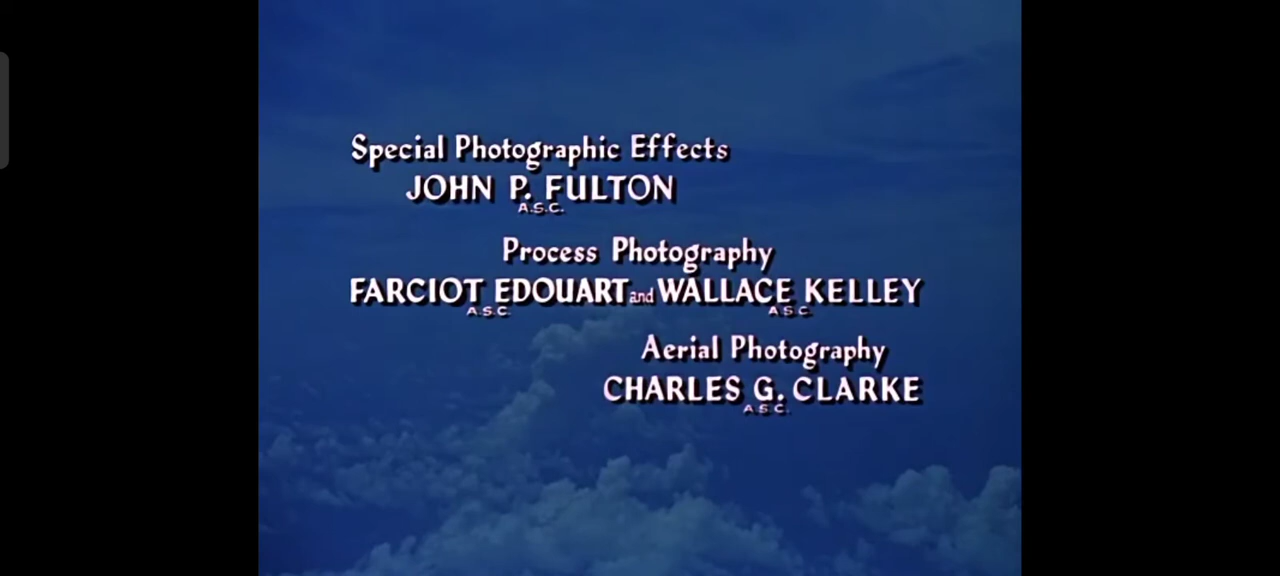 Special Photographic Effects
JOHN P. FULTON
A.S.C.
Process Photography
FARCIOT EDOUART and WALLACE KELLEY
A.S.C. A.S.C.
Aerial Photography
CHARLES G. CLARKE
A.S.C.